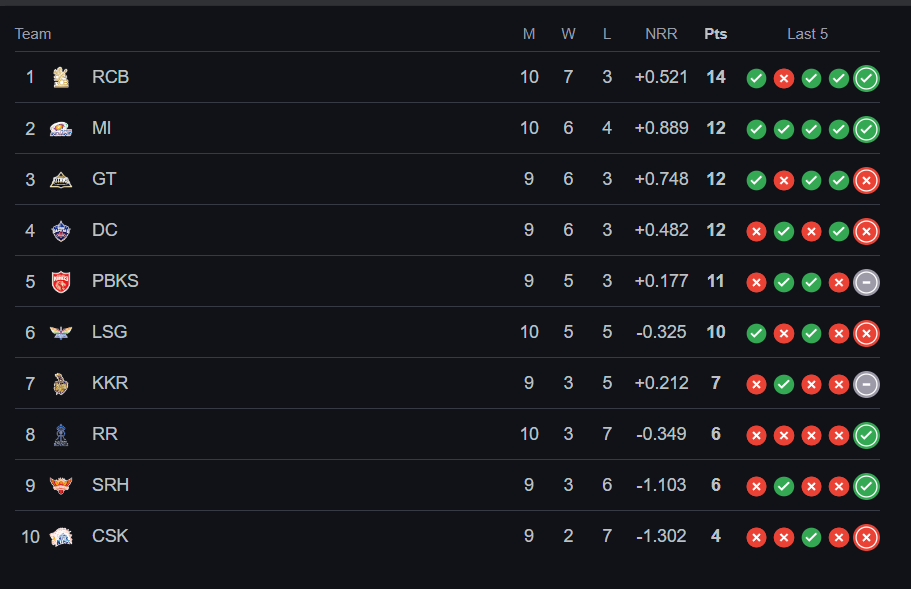 Team M W L NRR Pts Last 5
1 RCB 10 7 3 +0.521 14
2 MI 10 6 4 +0.889 12
3 GT 9 6 3 +0.748 12
4 DC 9 6 3 +0.482 12
5 PBKS 9 5 3 +0.177 11
6 LSG 10 5 5 -0.325 10
7 KKR 9 3 5 +0.212 7
8 RR 10 3 7 -0.349 6
9 SRH 9 3 6 -1.103 6
10 CSK 9 2 7 -1.302 4